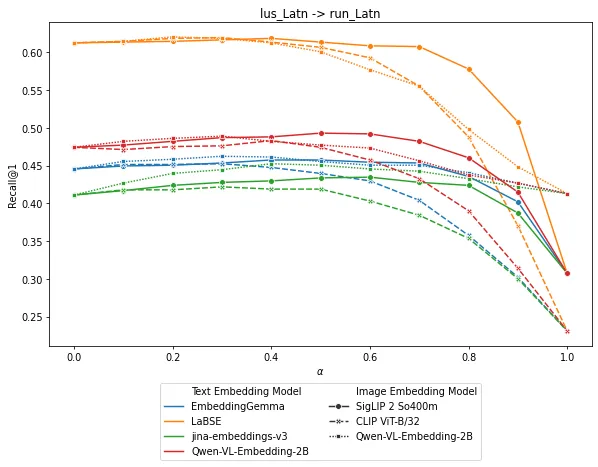 lus_Latn -> run_Latn
Recall@1
0.60
0.55
0.50
0.45
0.40
0.35
0.30
0.25
0.0
0.2
0.4
0.6
0.8
1.0
α
Text Embedding Model
EmbeddingGemma
LaBSE
jina-embeddings-v3
Qwen-VL-Embedding-2B
Image Embedding Model
SigLIP 2 So400m
CLIP ViT-B/32
Qwen-VL-Embedding-2B